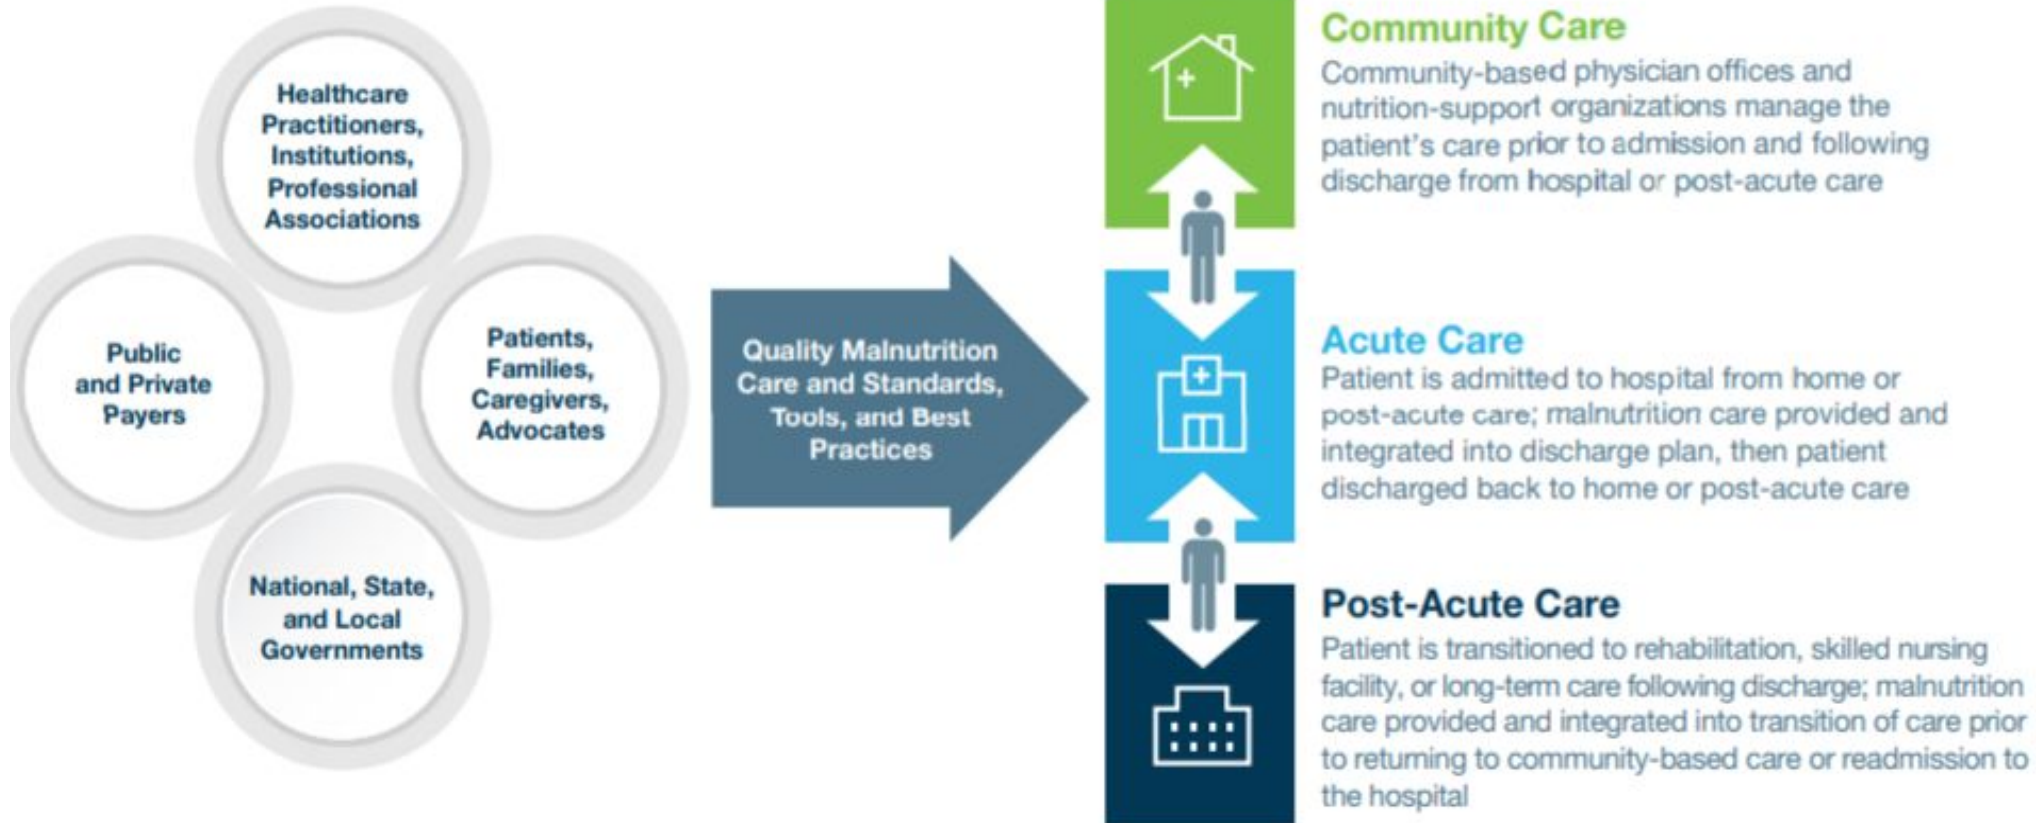 Healthcare
Practitioners,
Institutions,
Professional
Associations
Public
and Private
Payers
Patients,
Families,
Caregivers,
Advocates
National, State,
and Local
Governments
Quality Malnutrition
Care and Standards,
Tools, and Best
Practices
Community Care
Community-based physician offices and
nutrition-support organizations manage the
patient's care prior to admission and following
discharge from hospital or post-acute care
Acute Care
Patient is admitted to hospital from home or
post-acute care; malnutrition care provided and
integrated into discharge plan, then patient
discharged back to home or post-acute care
Post-Acute Care
Patient is transitioned to rehabilitation, skilled nursing
facility, or long-term care following discharge; malnutrition
care provided and integrated into transition of care prior
to returning to community-based care or readmission to
the hospital